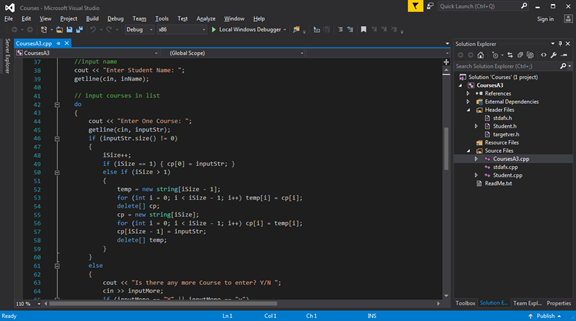 Courses - Microsoft Visual Studio
Quick Launch (Ctrl+Q)
File Edit View Project Build Debug Team Tools Test Analyze Window Help
Sign in
Debug x86 Local Windows Debugger
Server Explorer
CoursesA3.cpp
CoursesA3 (Global Scope)
37 //input name
38 cout << "Enter Student Name: ";
39 getline(cin, inName);
40
41 // input courses in list
42 do
43 {
44 cout << "Enter One Course: ";
45 getline(cin, inputStr);
46 if (inputStr.size() != 0)
49 {
50 iSize++;
50 if (iSize == 1) { cp[0] = inputStr; }
51 else if (iSize > 1)
51 {
52 temp = new string[iSize - 1];
53 for (int i = 0; i < iSize - 1; i++) temp[i] = cp[i];
54 delete[] cp;
55 cp = new string[iSize];
56 for (int i = 0; i < iSize - 1; i++) cp[i] = temp[i];
57 cp[iSize - 1] = inputStr;
58 delete[] temp;
59 }
60 }
61 else
62 {
63 cout << "Is there any more Course to enter? Y/N ";
64 cin >> inputMore;
65 if (inputMore == "Y" || inputMore == "y")
110 %
Solution Explorer
Search Solution Explorer (Ctrl+;)
Solution 'Courses' (1 project)
CoursesA3
References
External Dependencies
Header Files
stdafx.h
Student.h
targetver.h
Resource Files
Source Files
CoursesA3.cpp
stdafx.cpp
Student.cpp
ReadMe.txt
Toolbox Solution E... Team Expl... Properties
Ready Ln 1 Col 1 Ch 1 INS Publish